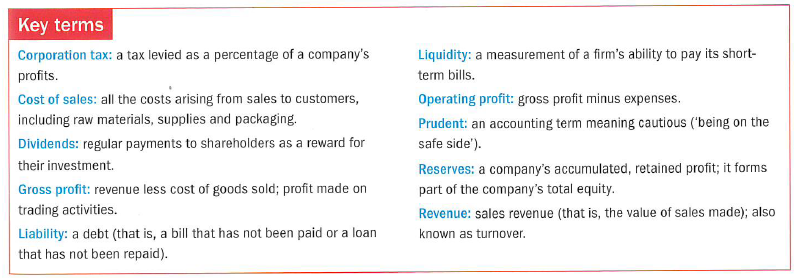 Key terms
Corporation tax: a tax levied as a percentage of a company's
profits.
Cost of sales: all the costs arising from sales to customers,
including raw materials, supplies and packaging.
Dividends: regular payments to shareholders as a reward for
their investment.
Gross profit: revenue less cost of goods sold; profit made on
trading activities.
Liability: a debt (that is, a bill that has not been paid or a loan
that has not been repaid).
Liquidity: a measurement of a firm's ability to pay its short-
term bills.
Operating profit: gross profit minus expenses.
Prudent: an accounting term meaning cautious ('being on the
safe side').
Reserves: a company's accumulated, retained profit; it forms
part of the company's total equity.
Revenue: sales revenue (that is, the value of sales made); also
known as turnover.